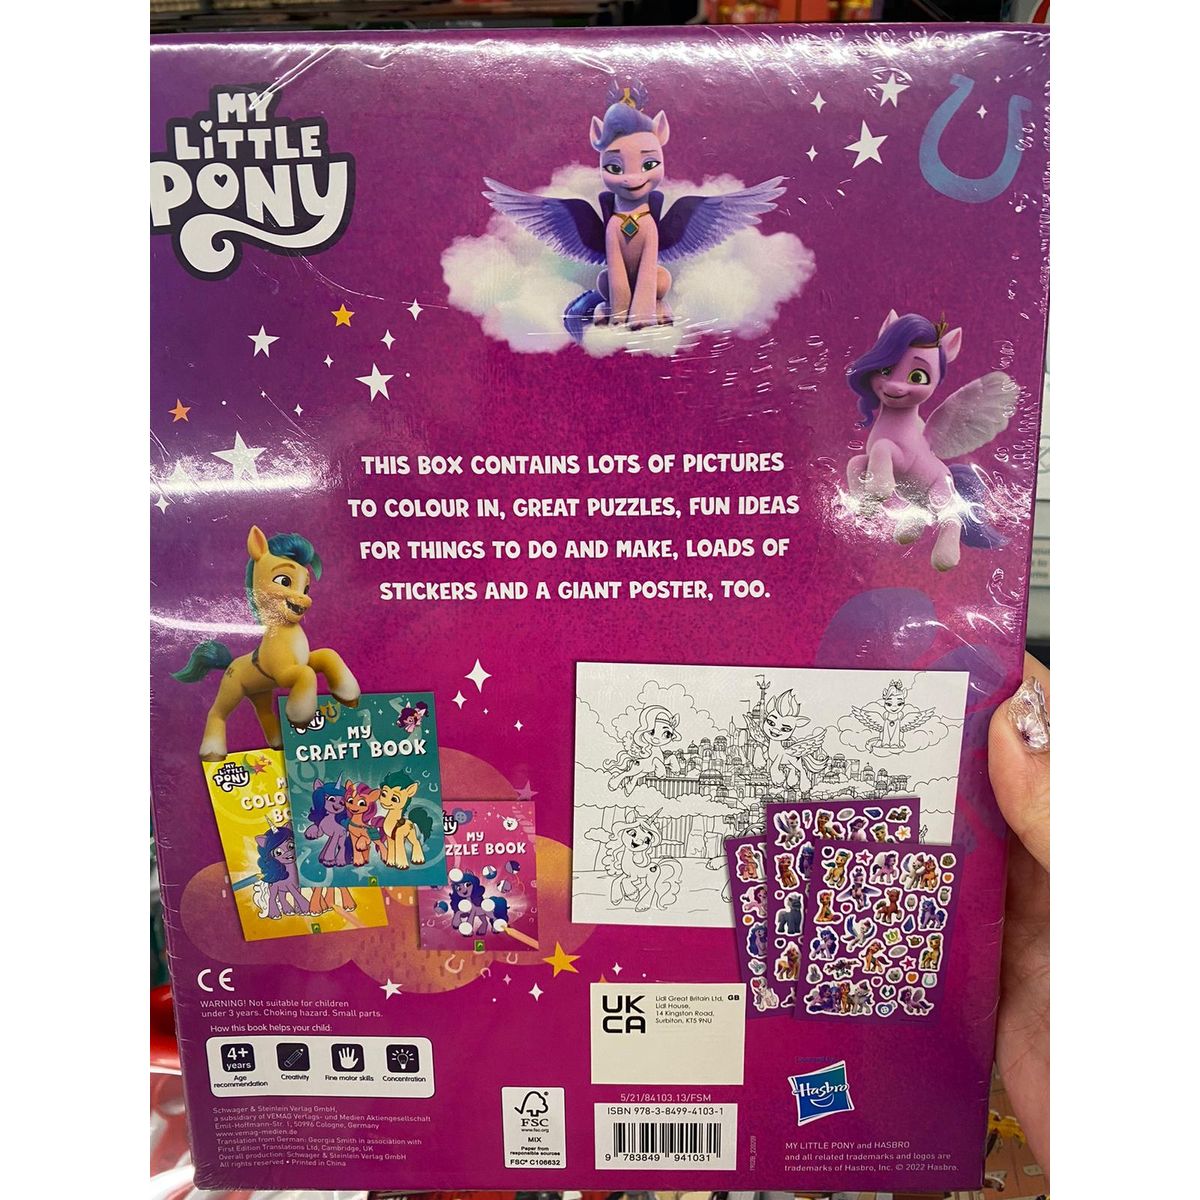 MY
LiTTLE
PONY
THIS BOX CONTAINS LOTS OF PICTURES
TO COLOUR IN, GREAT PUZZLES, FUN IDEAS
FOR THINGS TO DO AND MAKE, LOADS OF
STICKERS AND A GIANT POSTER, TOO.
PONY
MY
CRAFT BOOK
MY
LiTTLE
PONY
MY
ZZLE BOOK
CE
WARNING! Not suitable for children
under 3 years. Choking hazard. Small parts.
How this book helps your child:
4+
years
Age
recommendation
Creativity
Fine motor skills
Concentration
Schwager & Steinlein Verlag GmbH,
a subsidiary of VEMAG Verlags- und Medien Aktiengesellschaft
Emil-Hoffmann-Str. 1, 50996 Cologne, Germany
www.vemag-medien.de
Translation from German: Georgia Smith in association with
First Edition Translations Ltd, Cambridge, UK
Overall production: Schwager & Steinlein Verlag GmbH
All rights reserved • Printed in China
FSC
www.fsc.org
MIX
Paper from
responsible sources
FSC® C106632
UK
CA
Lidl Great Britain Ltd, GB
Lidl House,
14 Kingston Road,
Surbiton, KT5 9NU
5/21/84103.13/FSM
ISBN 978-3-8499-4103-1
9 783849 941031
Hasbro
MY LITTLE PONY and HASBRO
and all related trademarks and logos are
trademarks of Hasbro, Inc. © 2022 Hasbro.